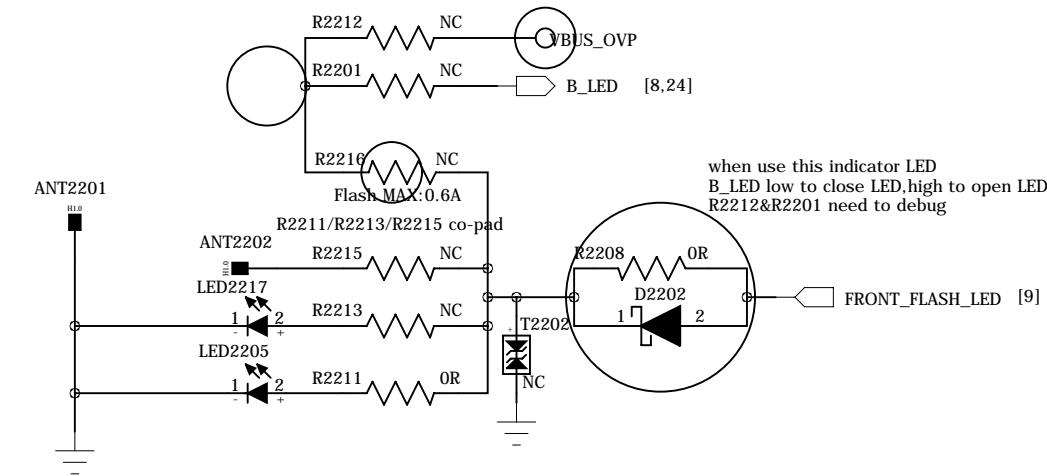 R2212 NC
VBUS_OVP
R2201 NC
B_LED [8,24]
R2216 NC
Flash MAX:0.6A
when use this indicator LED
B_LED low to close LED,high to open LED
R2212&R2201 need to debug
ANT2201
H1.0
R2211/R2213/R2215 co-pad
ANT2202
H1.0
R2215 NC
R2208 0R
LED2217
1 2
- +
R2213 NC
D2202
1 2
FRONT_FLASH_LED [9]
+
T2202
NC
LED2205
1 2
- +
R2211 0R